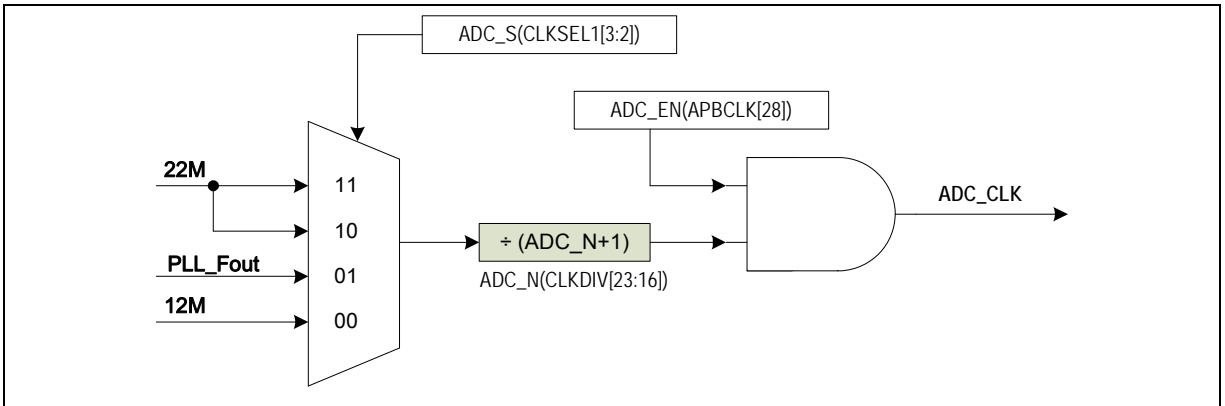 ADC_S(CLKSEL1[3:2])
ADC_EN(APBCLK[28])
22M
11
ADC_CLK
10
÷ (ADC_N+1)
PLL_Fout
01
ADC_N(CLKDIV[23:16])
12M
00